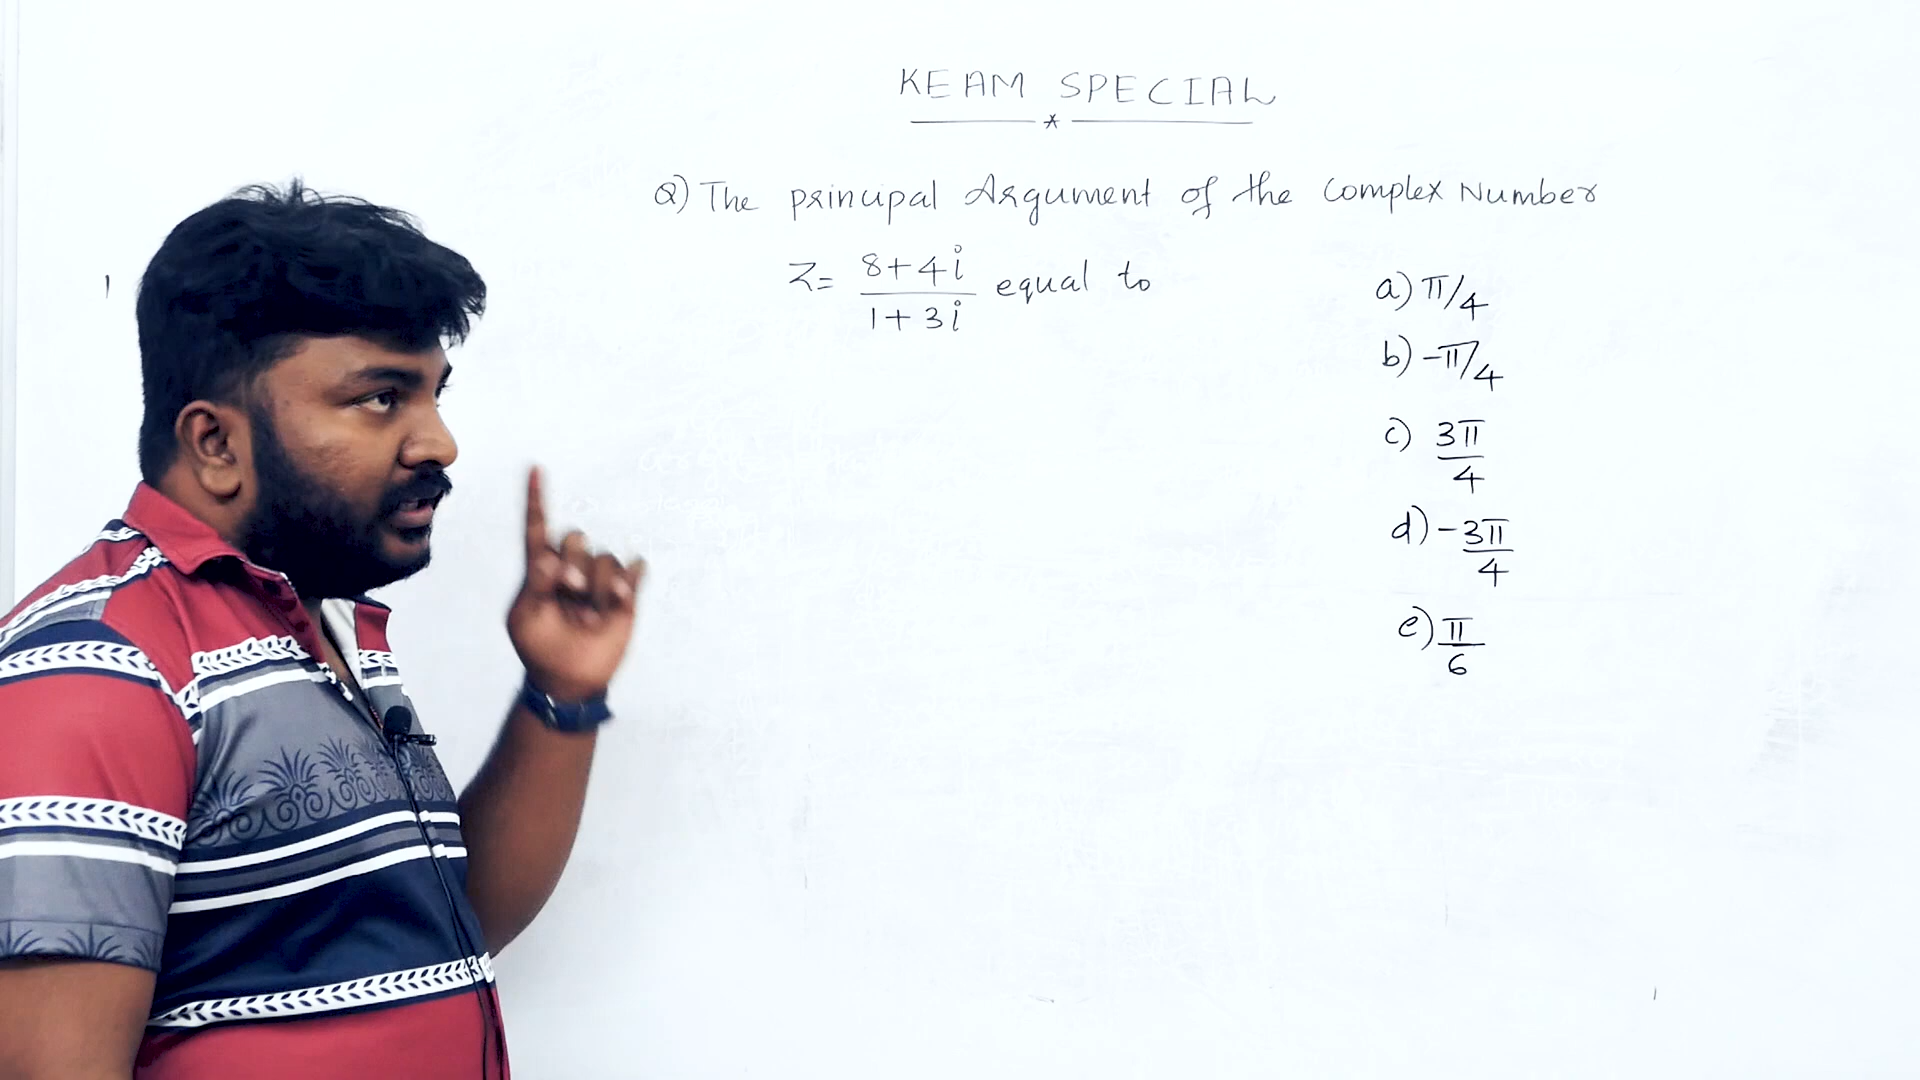 KEAM SPECIAL
Q) The principal Argument of the Complex Number
Z= 8+4i/1+3i equal to
a) π/4
b) -π/4
c) 3π/4
d) -3π/4
e) π/6